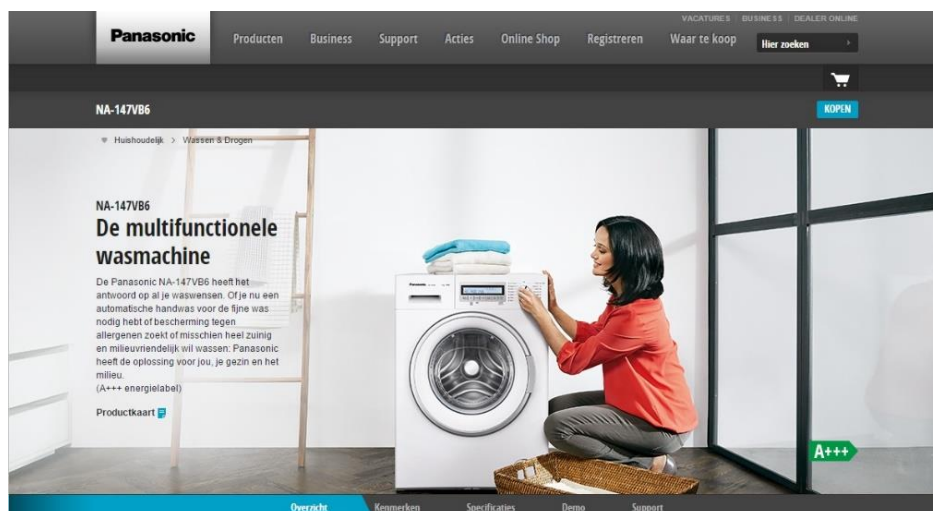 VACATURES | BUSINESS | DEALER ONLINE
Panasonic
Producten Business Support Acties Online Shop Registreren Waar te koop
Hier zoeken
NA-147VB6
KOPEN
Huishoudelijk > Wassen & Drogen
NA-147VB6
De multifunctionele
wasmachine
De Panasonic NA-147VB6 heeft het
antwoord op al je waswensen. Of je nu een
automatische handwas voor de fijne was
nodig hebt of bescherming tegen
allergenen zoekt of misschien heel zuinig
en milieuvriendelijk wil wassen: Panasonic
heeft de oplossing voor jou, je gezin en het
milieu.
(A+++ energielabel)
Productkaart
Panasonic
A+++
Overzicht Kenmerken Specificaties Demo Support